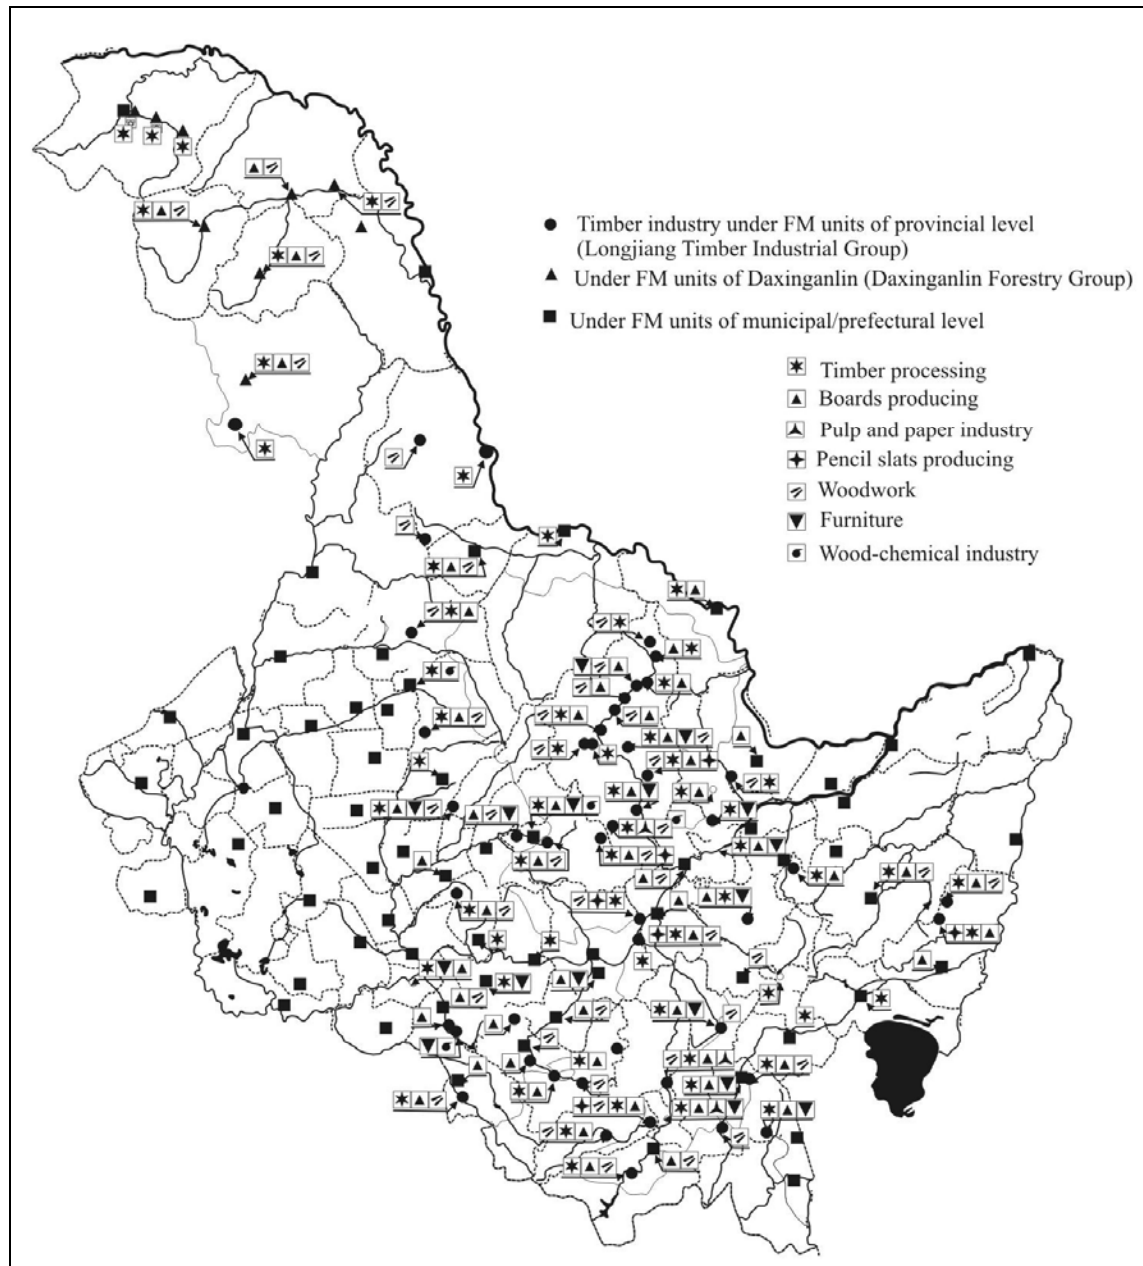 Timber industry under FM units of provincial level
(Longjiang Timber Industrial Group)
Under FM units of Daxinganlin (Daxinganlin Forestry Group)
Under FM units of municipal/prefectural level
Timber processing
Boards producing
Pulp and paper industry
Pencil slats producing
Woodwork
Furniture
Wood-chemical industry